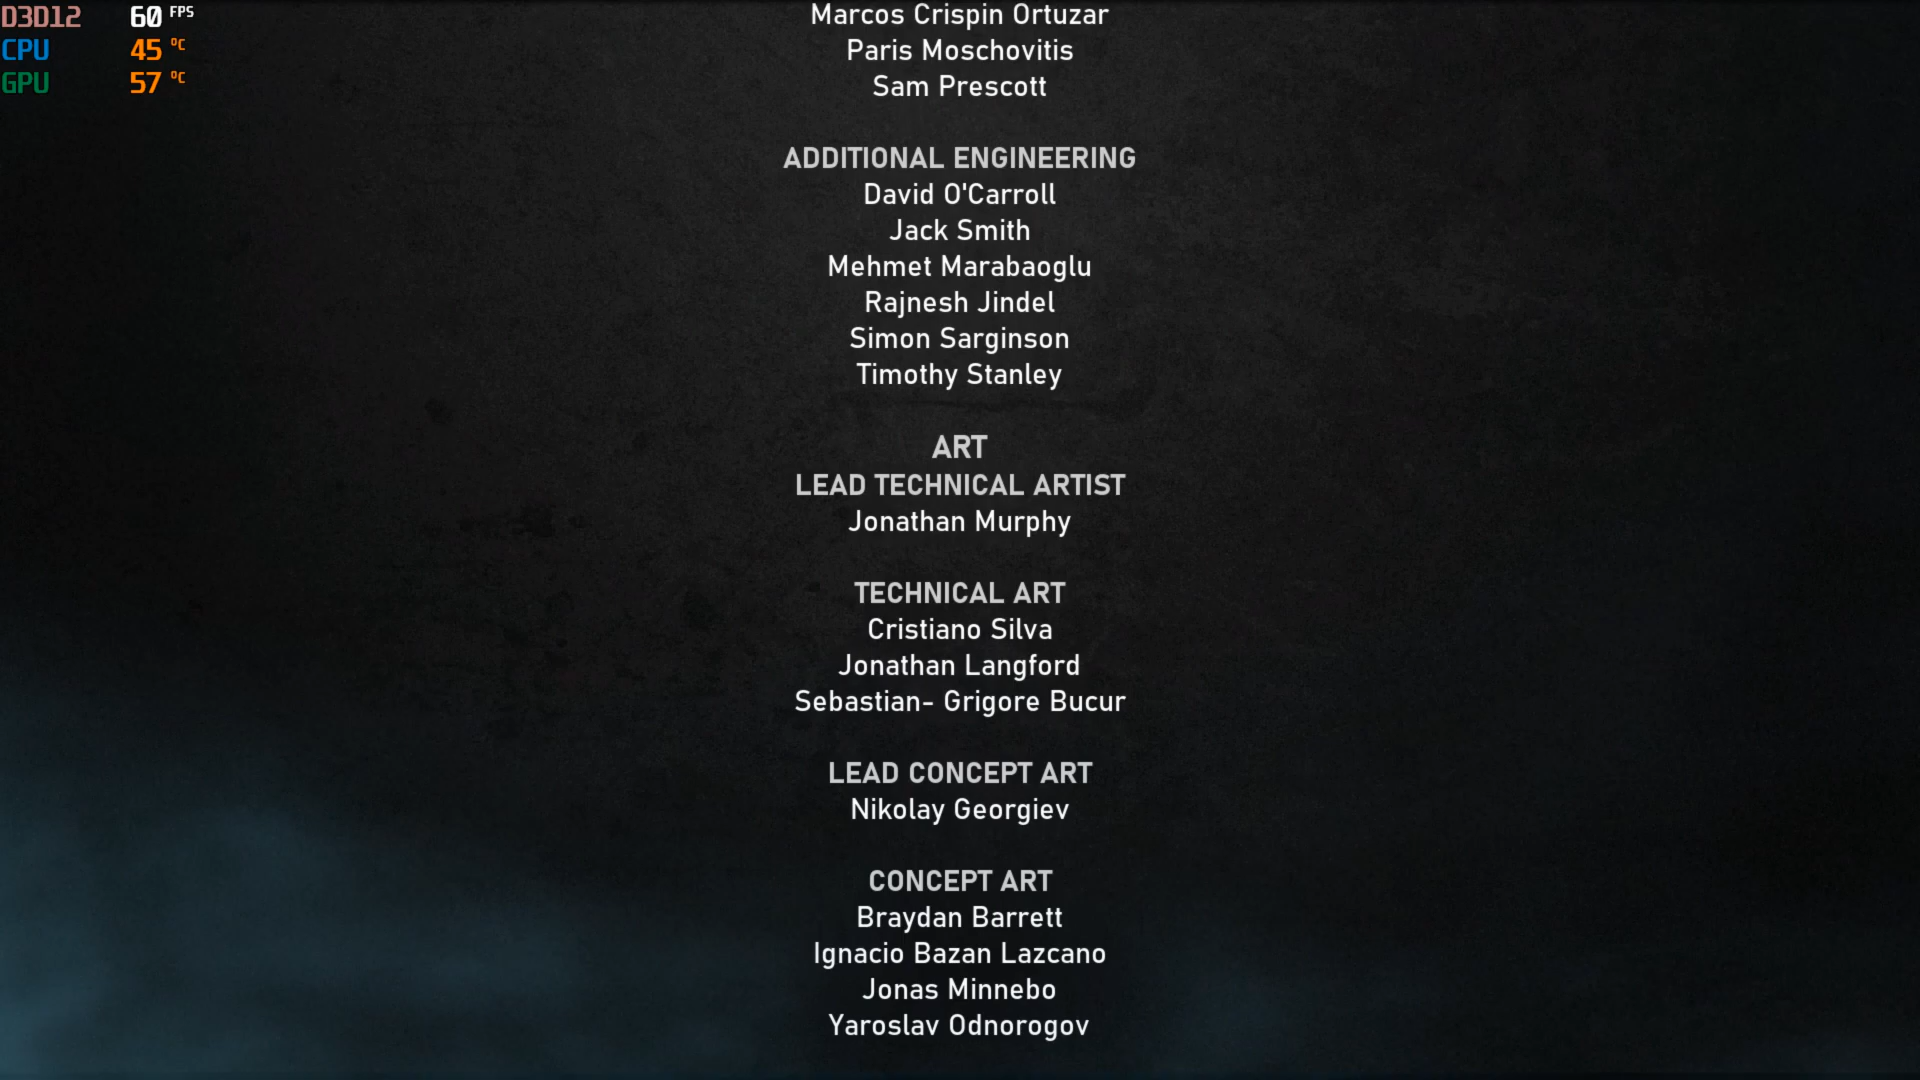 D3D12 60 FPS
CPU 45 °C
GPU 57 °C
Marcos Crispin Ortuzar
Paris Moschovitis
Sam Prescott
ADDITIONAL ENGINEERING
David O'Carroll
Jack Smith
Mehmet Marabaoglu
Rajnesh Jindel
Simon Sarginson
Timothy Stanley
ART
LEAD TECHNICAL ARTIST
Jonathan Murphy
TECHNICAL ART
Cristiano Silva
Jonathan Langford
Sebastian- Grigore Bucur
LEAD CONCEPT ART
Nikolay Georgiev
CONCEPT ART
Braydan Barrett
Ignacio Bazan Lazcano
Jonas Minnebo
Yaroslav Odnorogov